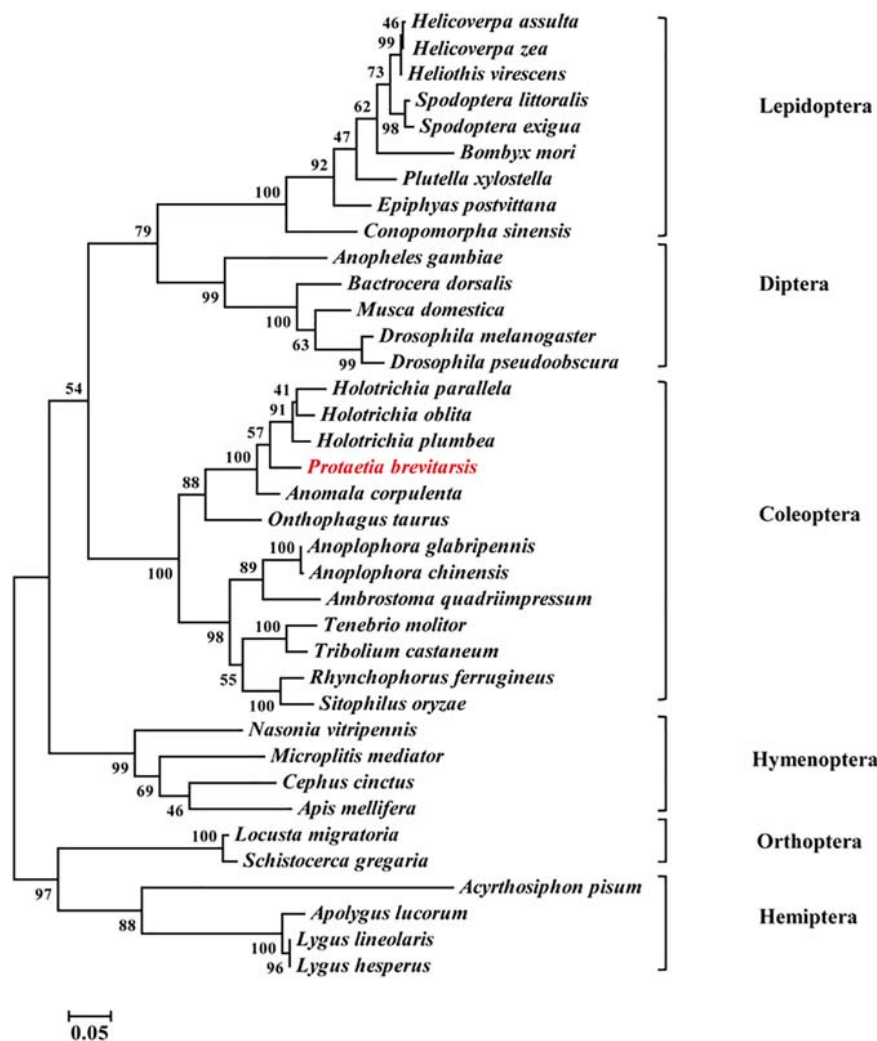 46 Helicoverpa assulta
99 Helicoverpa zea
73 Heliothis virescens
Spodoptera littoralis
62 98 Spodoptera exigua
47 Bombyx mori
92 Plutella xylostella
Epiphyas postvittana
100 Conopomorpha sinensis
Lepidoptera
79 Anopheles gambiae
99 Bactrocera dorsalis
100 Musca domestica
63 Drosophila melanogaster
99 Drosophila pseudoobscura
Diptera
54
41 Holotrichia parallela
91 Holotrichia oblita
57 Holotrichia plumbea
100 Protaetia brevitarsis
88 Anomala corpulenta
Onthophagus taurus
100 100 Anoplophora glabripennis
89 Anoplophora chinensis
Ambrostoma quadriimpressum
98 100 Tenebrio molitor
Tribolium castaneum
55 Rhynchophorus ferrugineus
100 Sitophilus oryzae
Coleoptera
Nasonia vitripennis
99 Microplitis mediator
69 Cephus cinctus
46 Apis mellifera
Hymenoptera
100 Locusta migratoria
Schistocerca gregaria
Orthoptera
97 Acyrthosiphon pisum
88 Apolygus lucorum
100 Lygus lineolaris
96 Lygus hesperus
Hemiptera
0.05